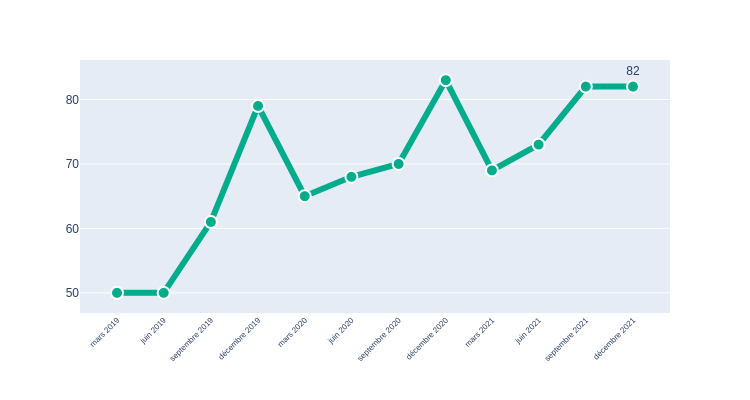 82
80
70
60
50
mars 2019
juin 2019
septembre 2019
décembre 2019
mars 2020
juin 2020
septembre 2020
décembre 2020
mars 2021
juin 2021
septembre 2021
décembre 2021